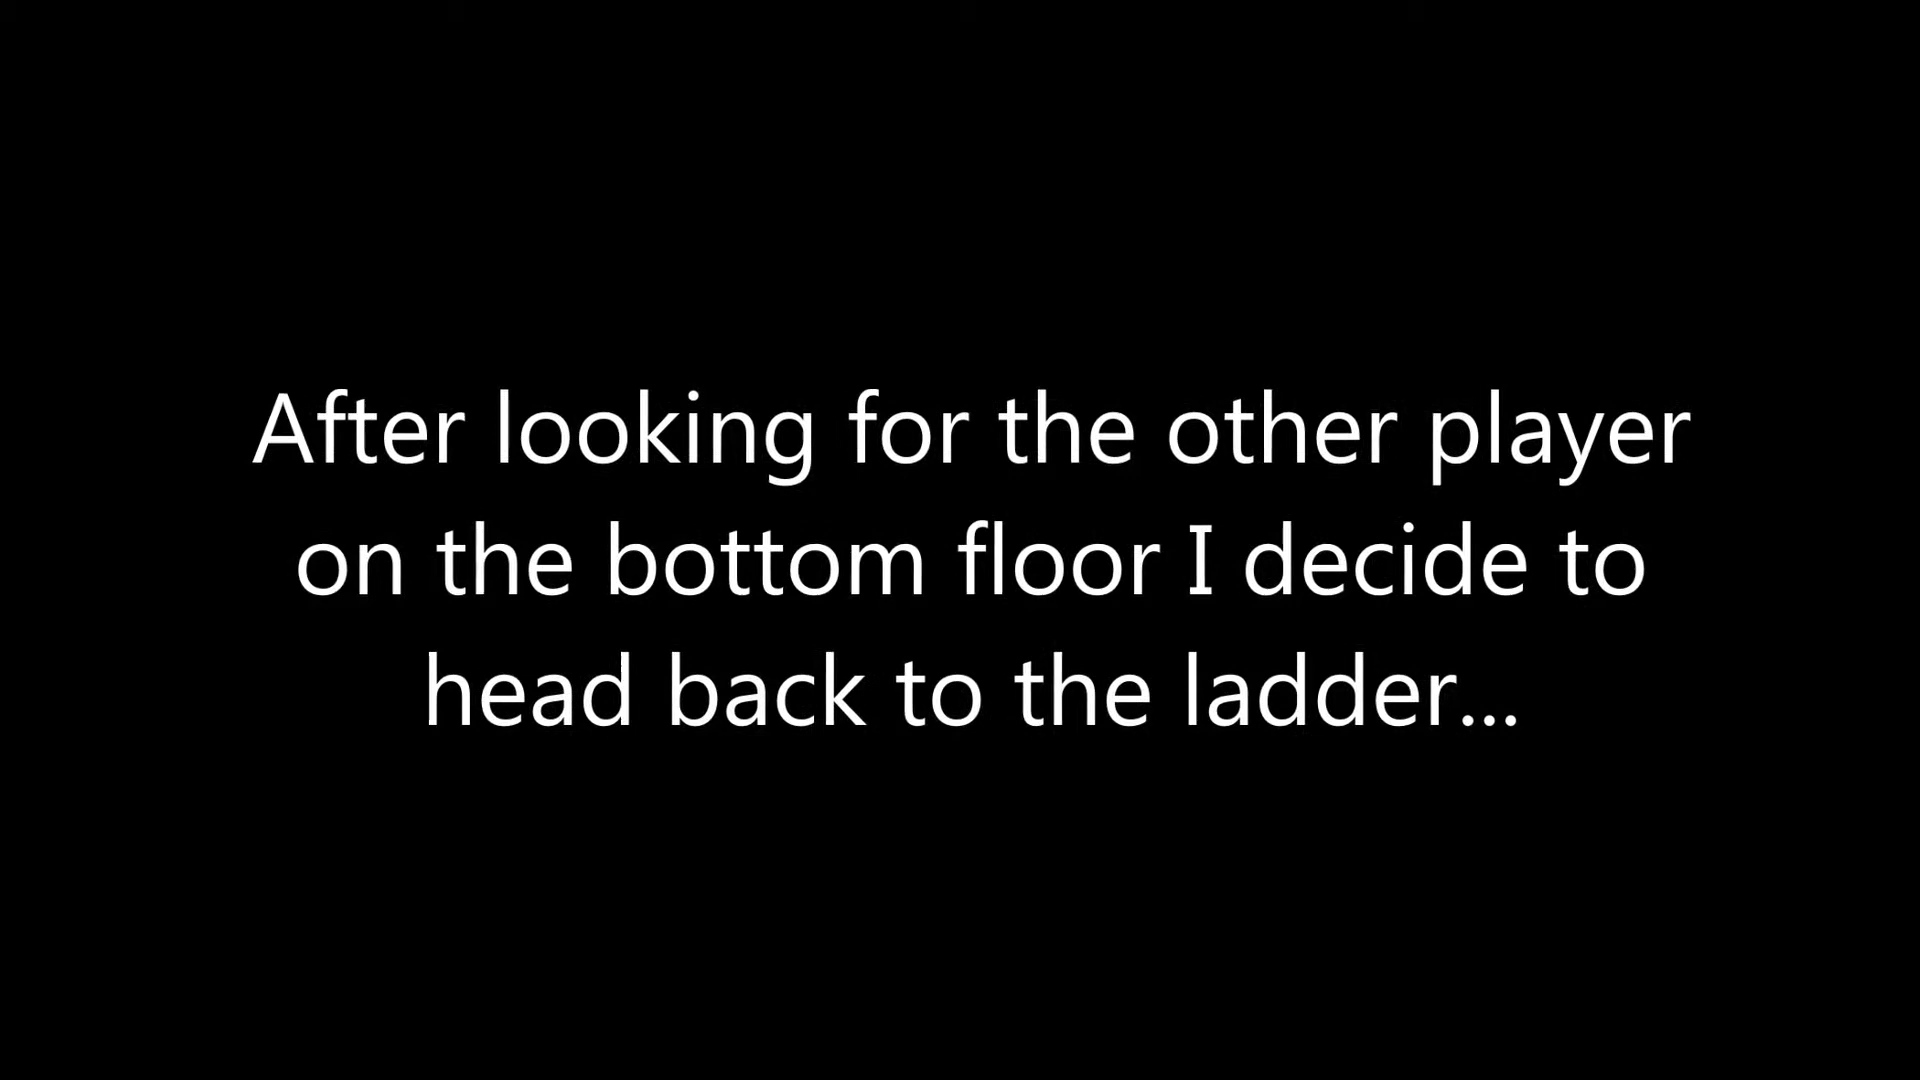 After looking for the other player
on the bottom floor I decide to
head back to the ladder...